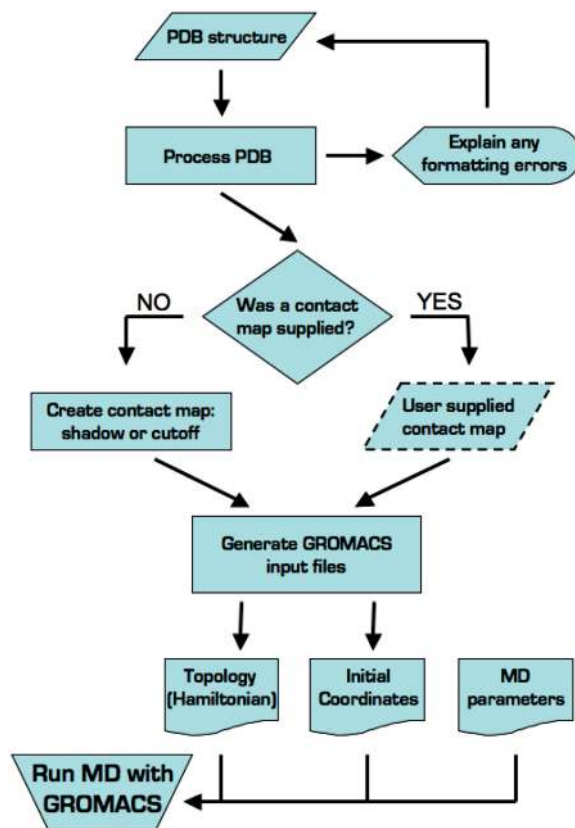 PDB structure
Process PDB
Explain any
formatting errors
NO
Was a contact
map supplied?
YES
Create contact map:
shadow or cutoff
User supplied
contact map
Generate GROMACS
input files
Topology
(Hamiltonian)
Initial
Coordinates
MD
parameters
Run MD with
GROMACS